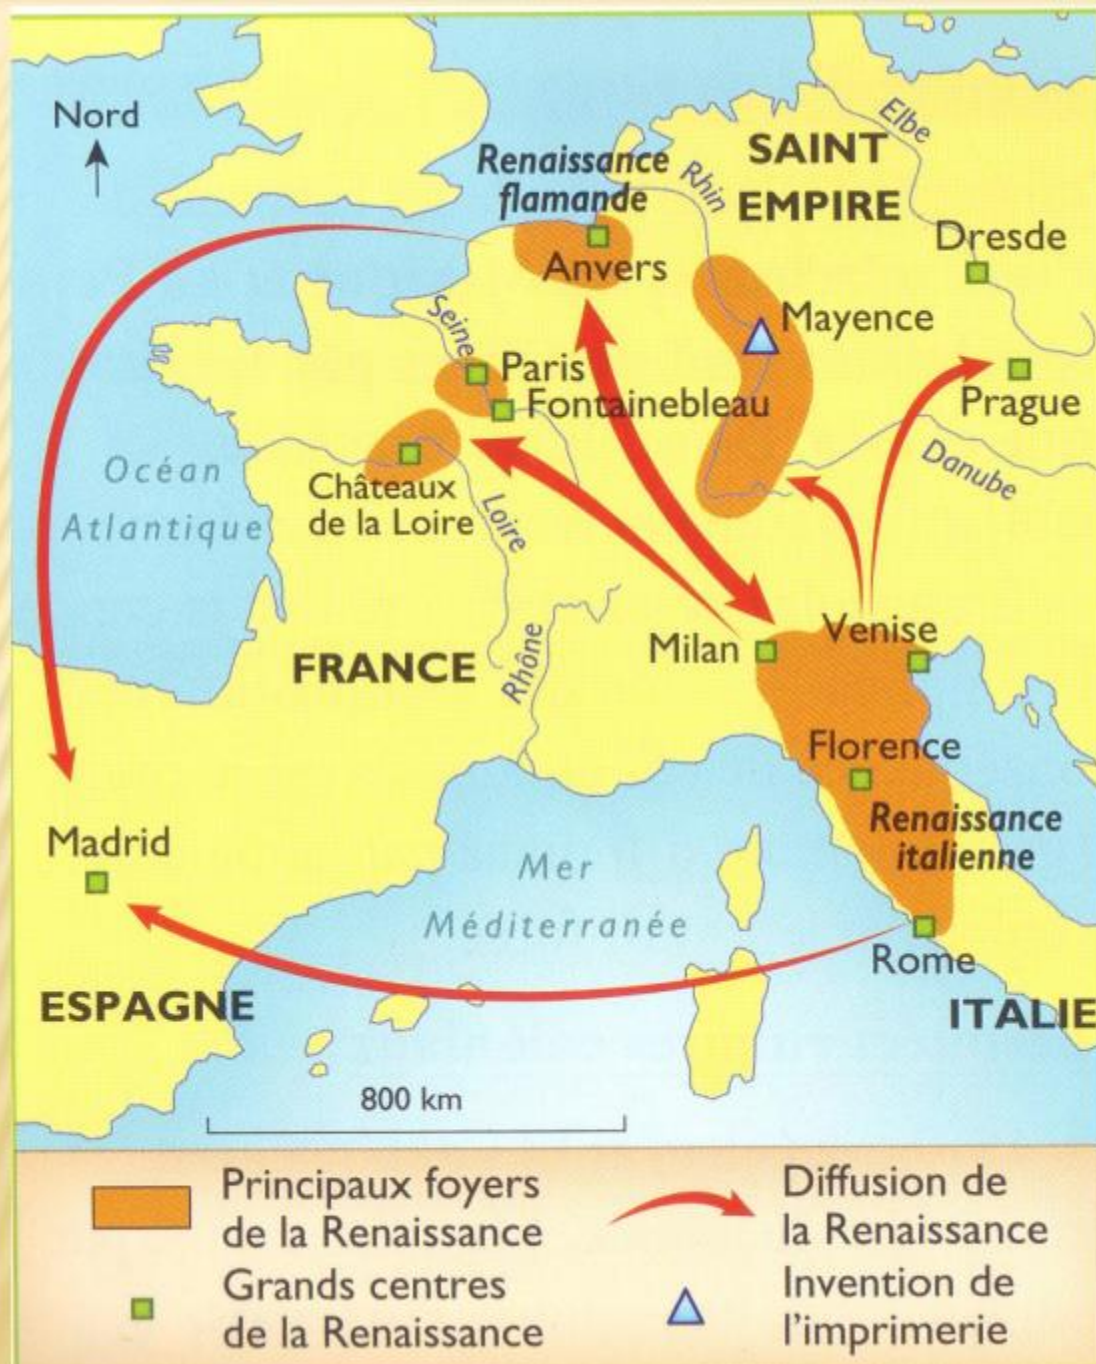 Nord
Renaissance
flamande
Anvers
Rhin
SAINT
EMPIRE
Elbe
Dresde
Mayence
Prague
Danube
Seine
Paris
Fontainebleau
Châteaux
de la Loire
Loire
Océan
Atlantique
FRANCE
Rhône
Milan
Venise
Florence
Renaissance
italienne
Rome
ITALIE
Madrid
ESPAGNE
Mer
Méditerranée
800 km
Principaux foyers
de la Renaissance
Grands centres
de la Renaissance
Diffusion de
la Renaissance
Invention de
l'imprimerie